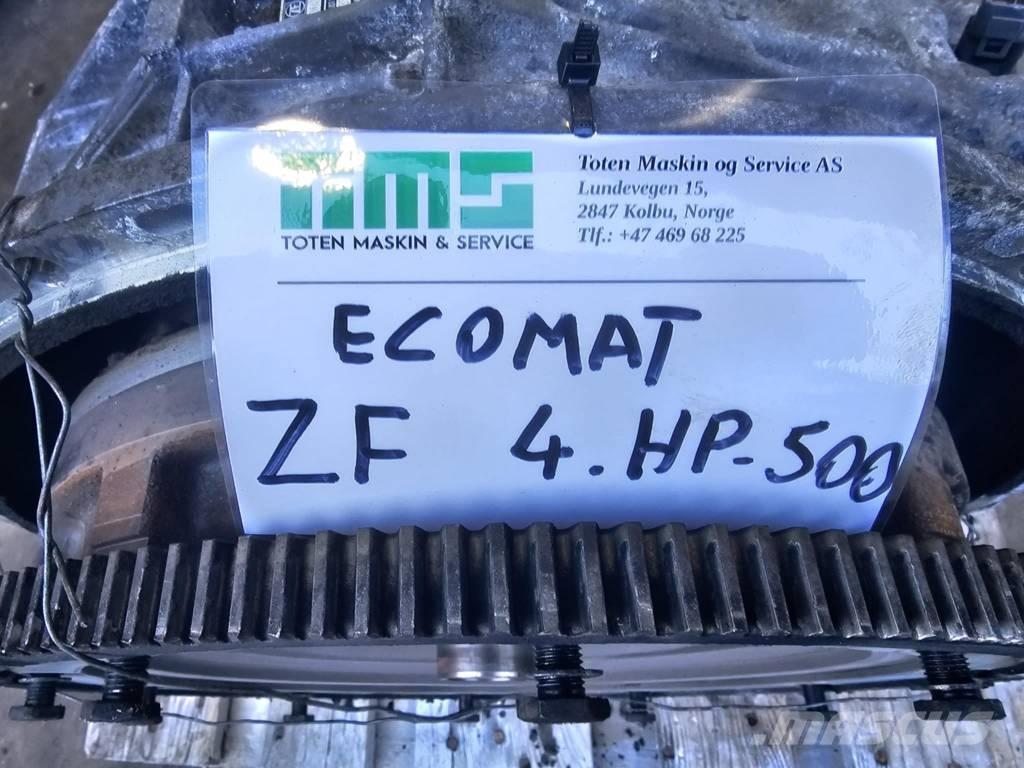 TMS
TOTEN MASKIN & SERVICE
Toten Maskin og Service AS
Lundevegen 15,
2847 Kolbu, Norge
Tlf.: +47 469 68 225
ECOMAT
ZF 4.HP-500
MASCUS